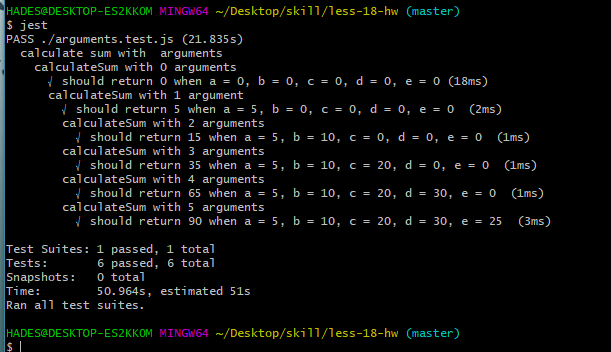 HADES@DESKTOP-ES2KKOM MINGW64 ~/Desktop/skill/less-18-hw (master)
$ jest
PASS ./arguments.test.js (21.835s)
  calculate sum with  arguments
    calculateSum with 0 arguments
      √ should return 0 when a = 0, b = 0, c = 0, d = 0, e = 0 (18ms)
    calculateSum with 1 argument
      √ should return 5 when a = 5, b = 0, c = 0, d = 0, e = 0  (2ms)
        calculateSum with 2 arguments
          √ should return 15 when a = 5, b = 10, c = 0, d = 0, e = 0  (1ms)
        calculateSum with 3 arguments
          √ should return 35 when a = 5, b = 10, c = 20, d = 0, e = 0  (1ms)
        calculateSum with 4 arguments
          √ should return 65 when a = 5, b = 10, c = 20, d = 30, e = 0  (1ms)
        calculateSum with 5 arguments
          √ should return 90 when a = 5, b = 10, c = 20, d = 30, e = 25  (3ms)
Test Suites: 1 passed, 1 total
Tests:       6 passed, 6 total
Snapshots:   0 total
Time:        50.964s, estimated 51s
Ran all test suites.
HADES@DESKTOP-ES2KKOM MINGW64 ~/Desktop/skill/less-18-hw (master)
$